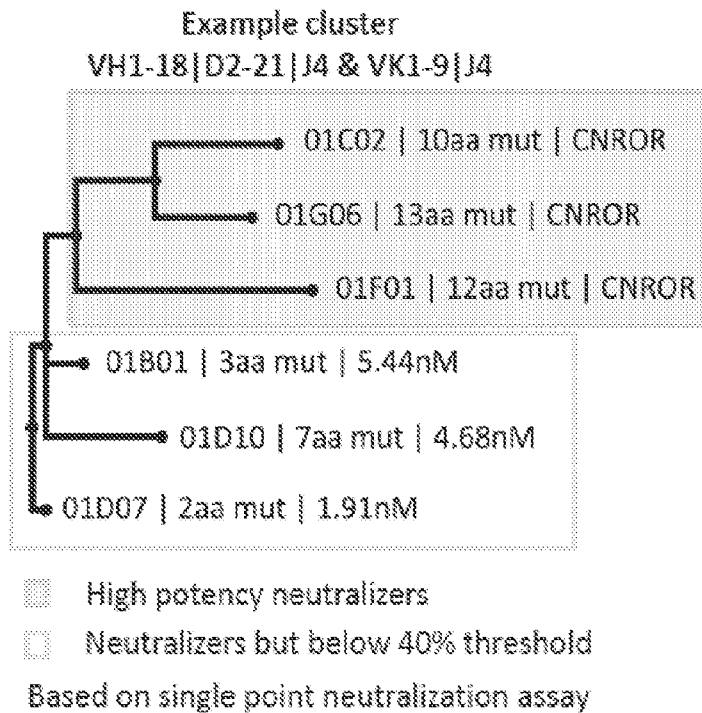 Example cluster
VH1-18|D2-21|J4 & VK1-9|J4
01C02 | 10aa mut | CNROR
01G06 | 13aa mut | CNROR
01F01 | 12aa mut | CNROR
01B01 | 3aa mut | 5.44nM
01D10 | 7aa mut | 4.68nM
01D07 | 2aa mut | 1.91nM
High potency neutralizers
Neutralizers but below 40% threshold
Based on single point neutralization assay